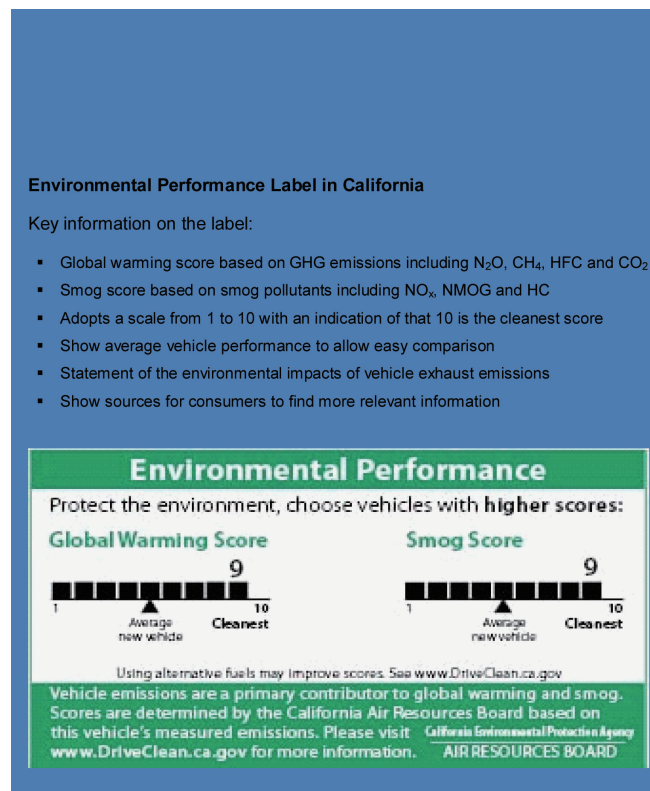 Environmental Performance Label in California
Key information on the label:
▪ Global warming score based on GHG emissions including N₂O, CH₄, HFC and CO₂
▪ Smog score based on smog pollutants including NOₓ, NMOG and HC
▪ Adopts a scale from 1 to 10 with an indication of that 10 is the cleanest score
▪ Show average vehicle performance to allow easy comparison
▪ Statement of the environmental impacts of vehicle exhaust emissions
▪ Show sources for consumers to find more relevant information
Environmental Performance
Protect the environment, choose vehicles with higher scores:
Global Warming Score
9
1 10
Average Cleanest
new vehicle
Smog Score
9
1 10
Average Cleanest
new vehicle
Using alternative fuels may improve scores. See www.DriveClean.ca.gov
Vehicle emissions are a primary contributor to global warming and smog.
Scores are determined by the California Air Resources Board based on
this vehicle's measured emissions. Please visit
www.DriveClean.ca.gov for more information.
California Environmental Protection Agency
AIR RESOURCES BOARD